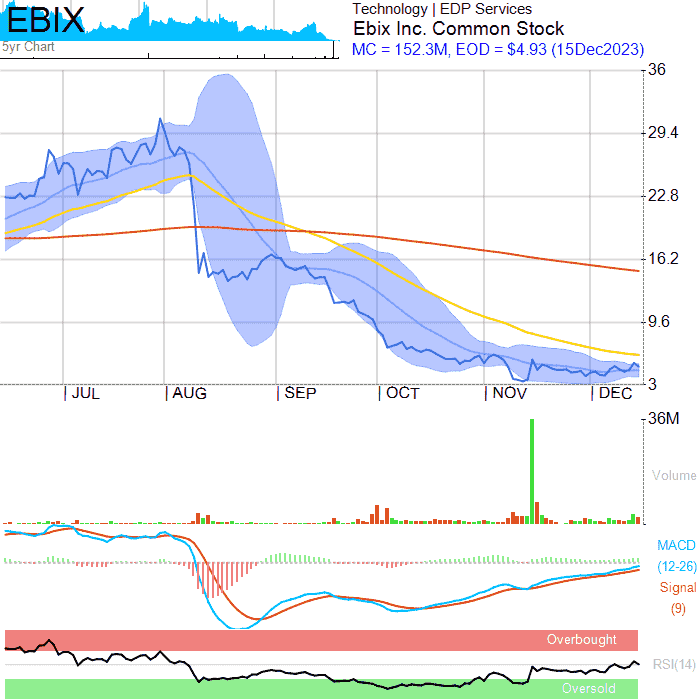 EBIX
5yr Chart
Technology | EDP Services
Ebix Inc. Common Stock
MC = 152.3M, EOD = $4.93 (15Dec2023)
36
29.4
22.8
16.2
9.6
3
JUL AUG SEP OCT NOV DEC
36M
Volume
MACD
(12-26)
Signal
(9)
Overbought
RSI(14)
Oversold